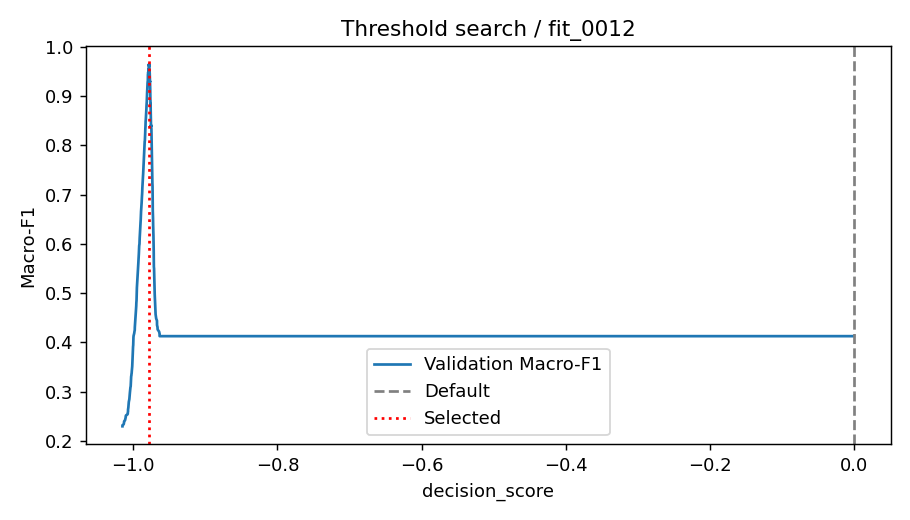 Threshold search / fit_0012
Macro-F1
1.0
0.9
0.8
0.7
0.6
0.5
0.4
0.3
0.2
Validation Macro-F1
Default
Selected
−1.0 −0.8 −0.6 −0.4 −0.2 0.0
decision_score